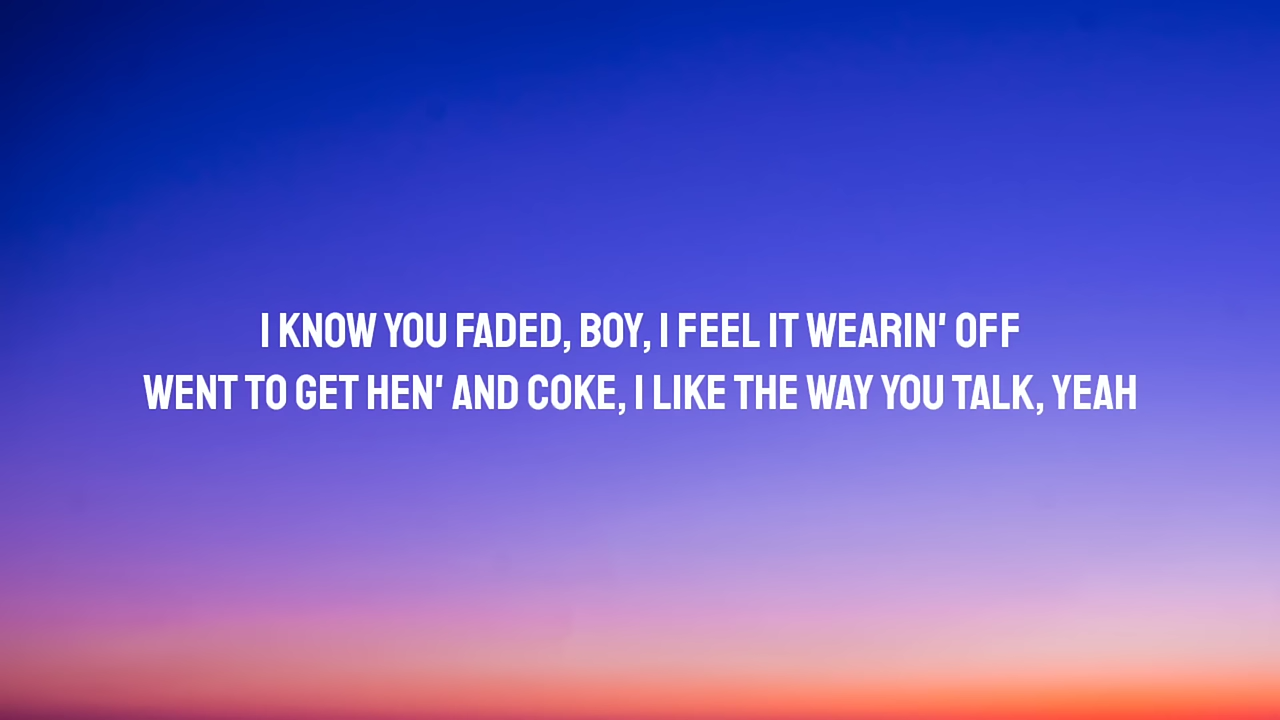 I KNOW YOU FADED, BOY, I FEEL IT WEARIN' OFF
WENT TO GET HEN' AND COKE, I LIKE THE WAY YOU TALK, YEAH